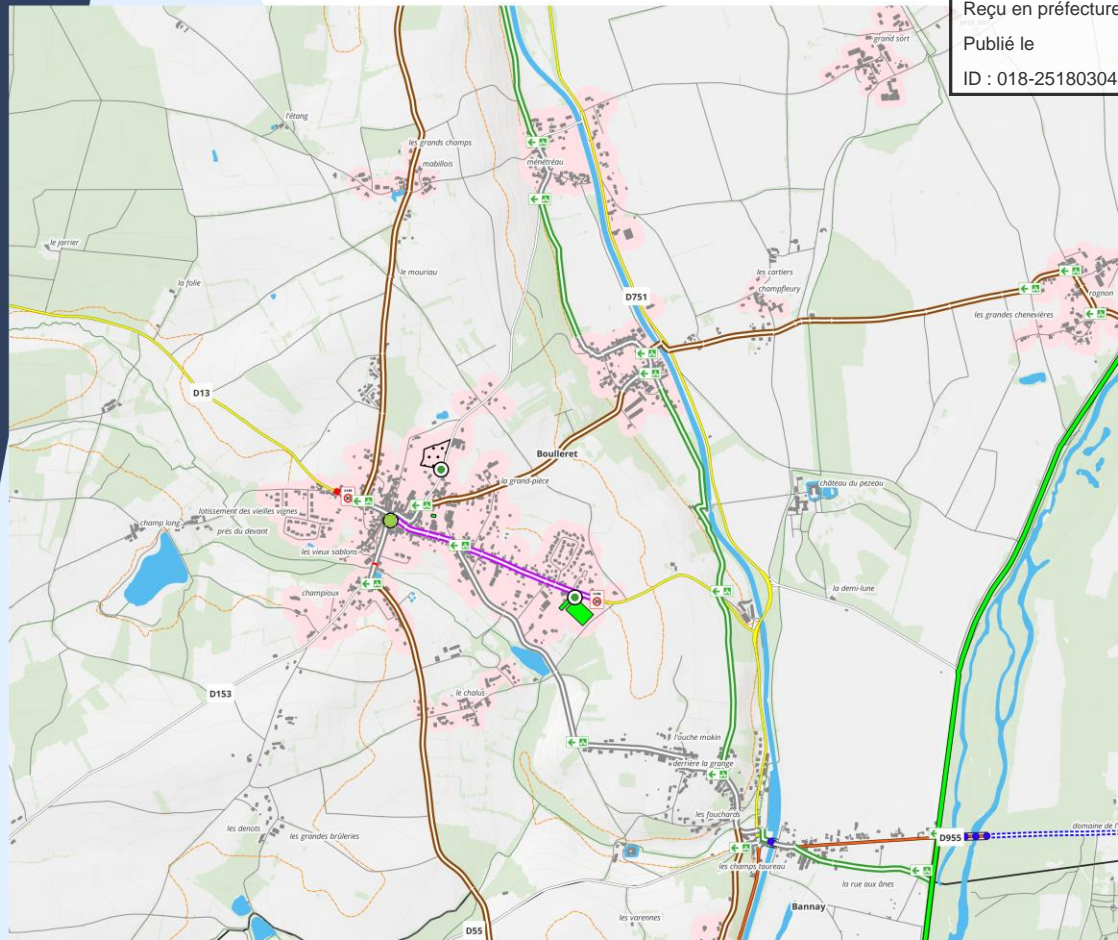 Reçu en préfecture
Publié le
ID : 018-25180304
grand sort
l'étang
les grands champs
mabillois
ménétréau
le jarrier
les cartiers
champfleury
le mouriau
la folie
D751
rognon
les grandes chenevières
D13
Boulleret
la grand-pièce
château du pezeau
lotissement des vieilles vignes
champ long
prés du devant
les vieux sablons
champioux
la demi-lune
D153
le chalus
l'ouche mokin
derrière la grange
les denots
les grandes brûleries
les fouchards
domaine de l'
D955
les champs taureau
la rue aux ânes
Bannay
les varennes
D55